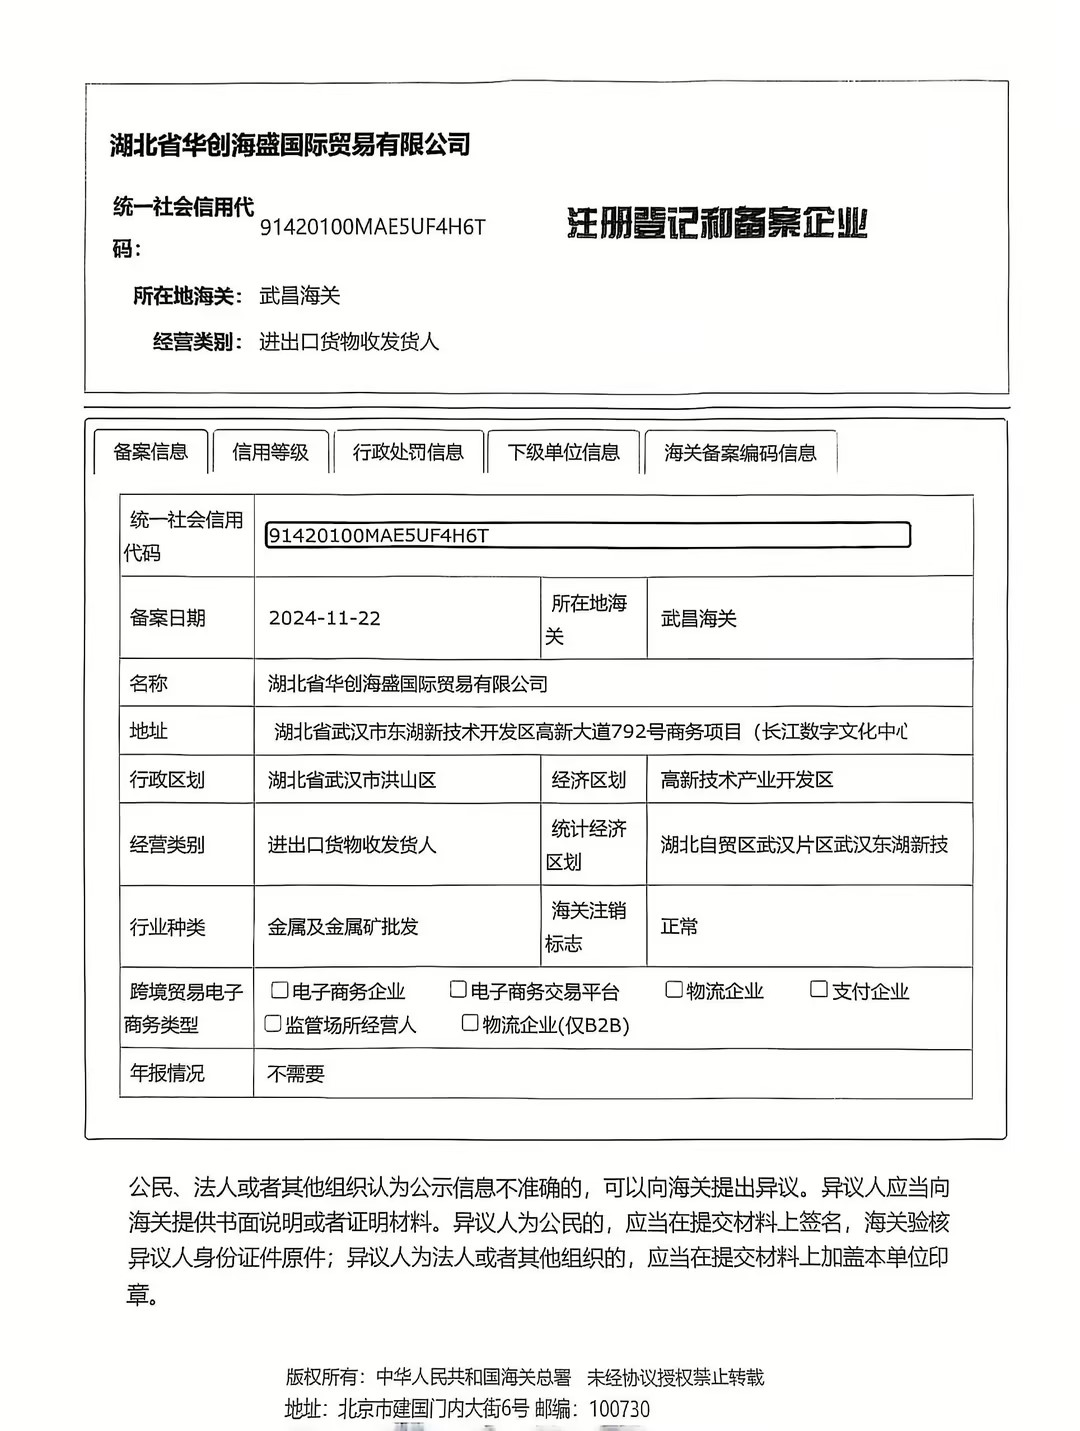 湖北省华创海盛国际贸易有限公司
统一社会信用代码：
91420100MAE5UF4H6T
注册登记和备案企业
所在地海关： 武昌海关
经营类别： 进出口货物收发货人
备案信息 信用等级 行政处罚信息 下级单位信息 海关备案编码信息
统一社会信用代码 91420100MAE5UF4H6T
备案日期 2024-11-22 所在地海关 武昌海关
名称 湖北省华创海盛国际贸易有限公司
地址 湖北省武汉市东湖新技术开发区高新大道792号商务项目（长江数字文化中心
行政区划 湖北省武汉市洪山区 经济区划 高新技术产业开发区
经营类别 进出口货物收发货人 统计经济区划 湖北自贸区武汉片区武汉东湖新技
行业种类 金属及金属矿批发 海关注销标志 正常
跨境贸易电子商务类型 电子商务企业 电子商务交易平台 物流企业 支付企业
监管场所经营人 物流企业(仅B2B)
年报情况 不需要
公民、法人或者其他组织认为公示信息不准确的，可以向海关提出异议。异议人应当向
海关提供书面说明或者证明材料。异议人为公民的，应当在提交材料上签名，海关验核
异议人身份证件原件；异议人为法人或者其他组织的，应当在提交材料上加盖本单位印
章。
版权所有：中华人民共和国海关总署 未经协议授权禁止转载
地址：北京市建国门内大街6号 邮编：100730